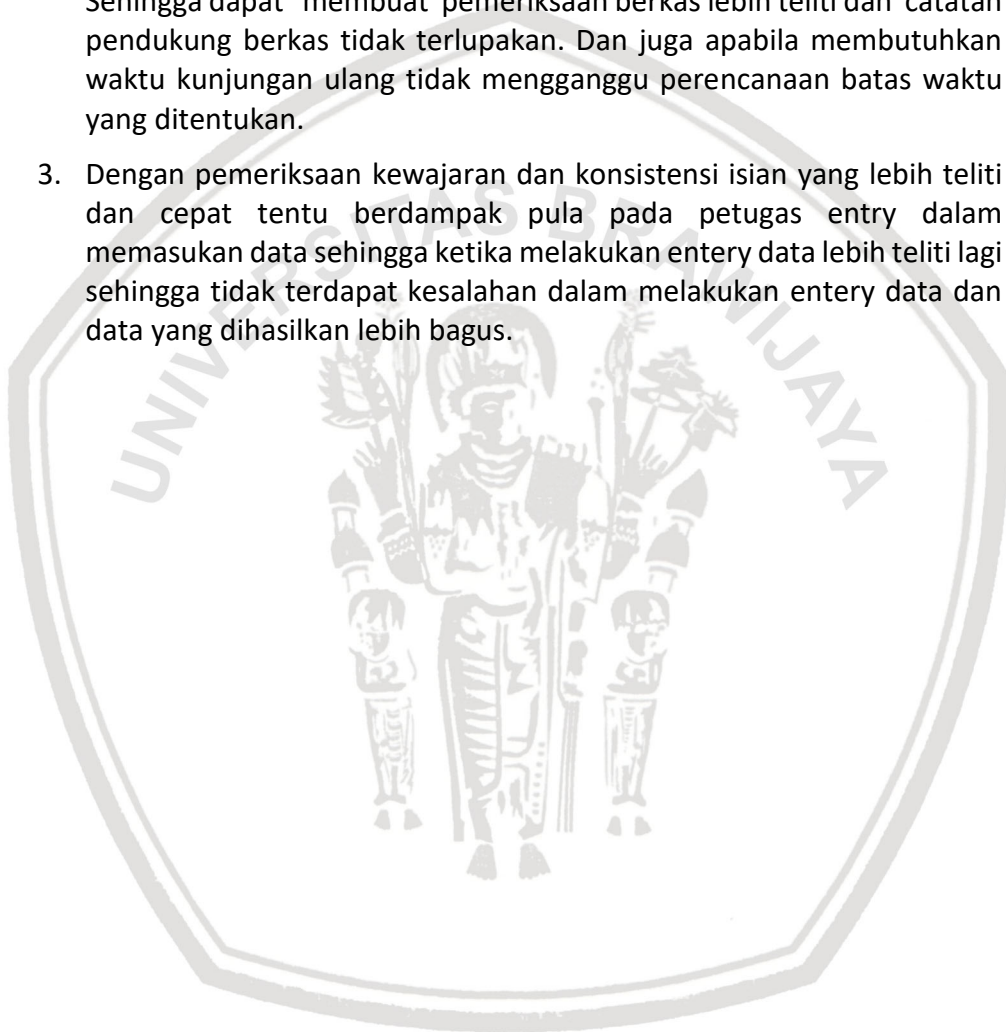 Sehingga dapat membuat pemeriksaan berkas lebih teliti dan catatan
pendukung berkas tidak terlupakan. Dan juga apabila membutuhkan
waktu kunjungan ulang tidak mengganggu perencanaan batas waktu
yang ditentukan.
3. Dengan pemeriksaan kewajaran dan konsistensi isian yang lebih teliti
dan cepat tentu berdampak pula pada petugas entry dalam
memasukan data sehingga ketika melakukan entery data lebih teliti lagi
sehingga tidak terdapat kesalahan dalam melakukan entery data dan
data yang dihasilkan lebih bagus.
UNIVERSITAS BRAWIJAYA